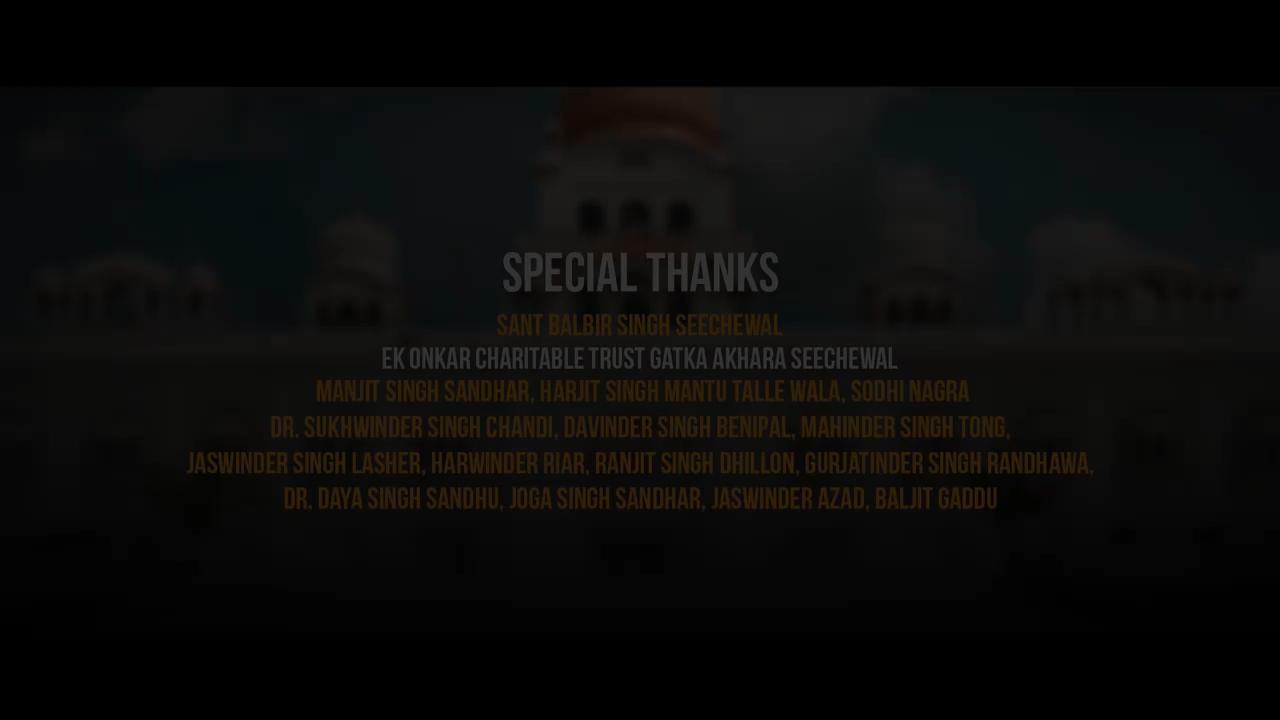 SPECIAL THANKS
SANT BALBIR SINGH SEECHEWAL
EK ONKAR CHARITABLE TRUST GATKA AKHARA SEECHEWAL
MANJIT SINGH SANDHAR, HARJIT SINGH MANTU TALLE WALA, SODHI NAGRA
DR. SUKHWINDER SINGH CHANDI, DAVINDER SINGH BENIPAL, MAHINDER SINGH TONG,
JASWINDER SINGH LASHER, HARWINDER RIAR, RANJIT SINGH DHILLON, GURJATINDER SINGH RANDHAWA,
DR. DAYA SINGH SANDHU, JOGA SINGH SANDHAR, JASWINDER AZAD, BALJIT GADDU